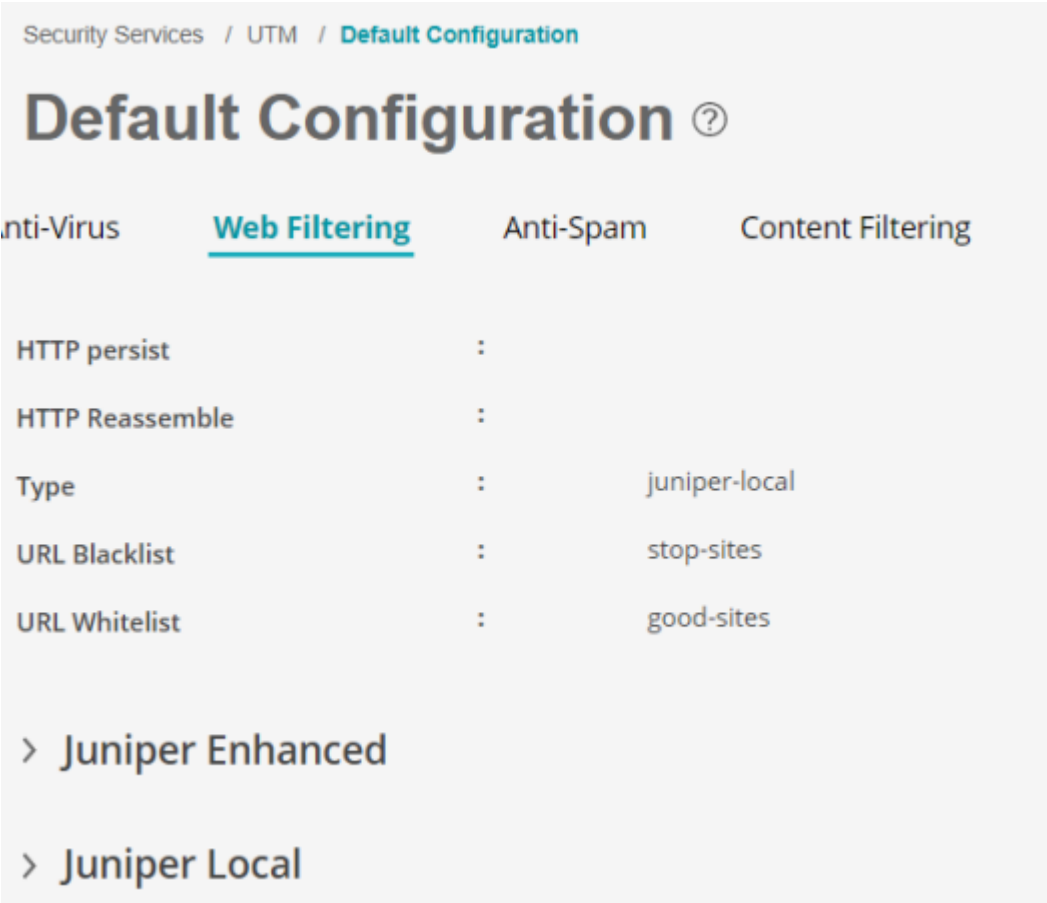 Security Services / UTM / Default Configuration
Default Configuration ?
nti-Virus Web Filtering Anti-Spam Content Filtering
HTTP persist :
HTTP Reassemble :
Type : juniper-local
URL Blacklist : stop-sites
URL Whitelist : good-sites
> Juniper Enhanced
> Juniper Local